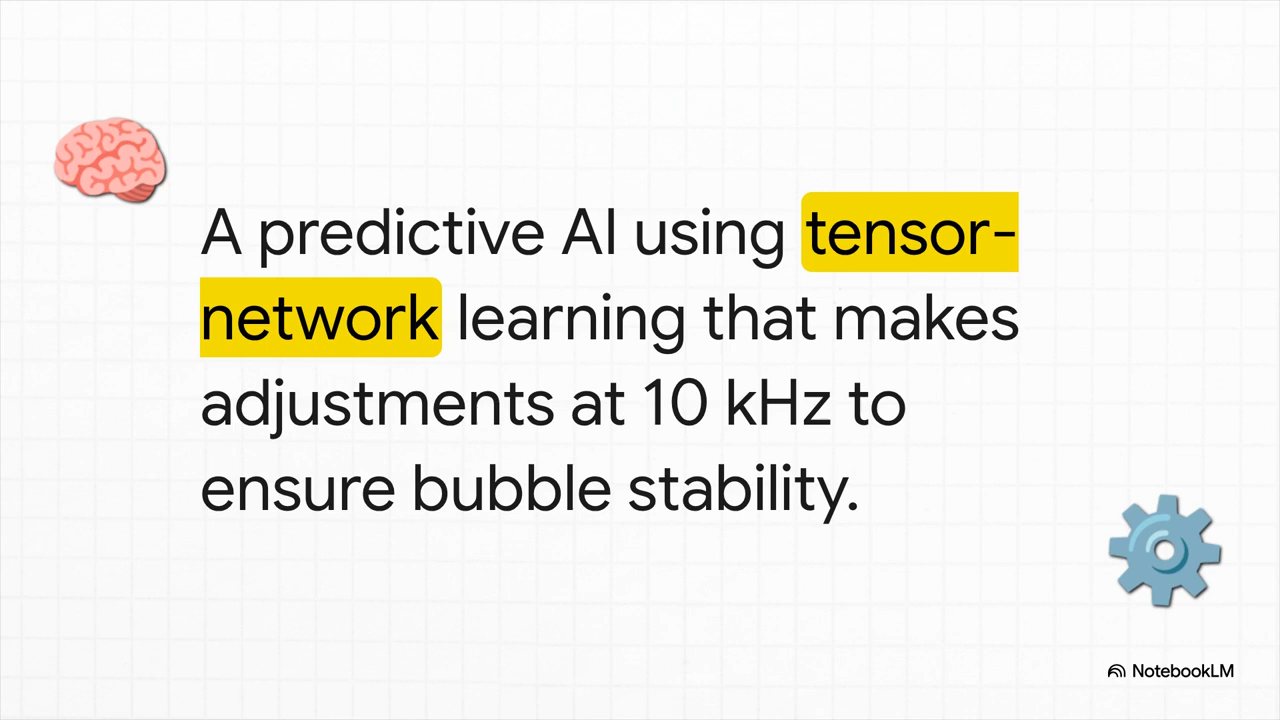 A predictive AI using tensor-
network learning that makes
adjustments at 10 kHz to
ensure bubble stability.
NotebookLM